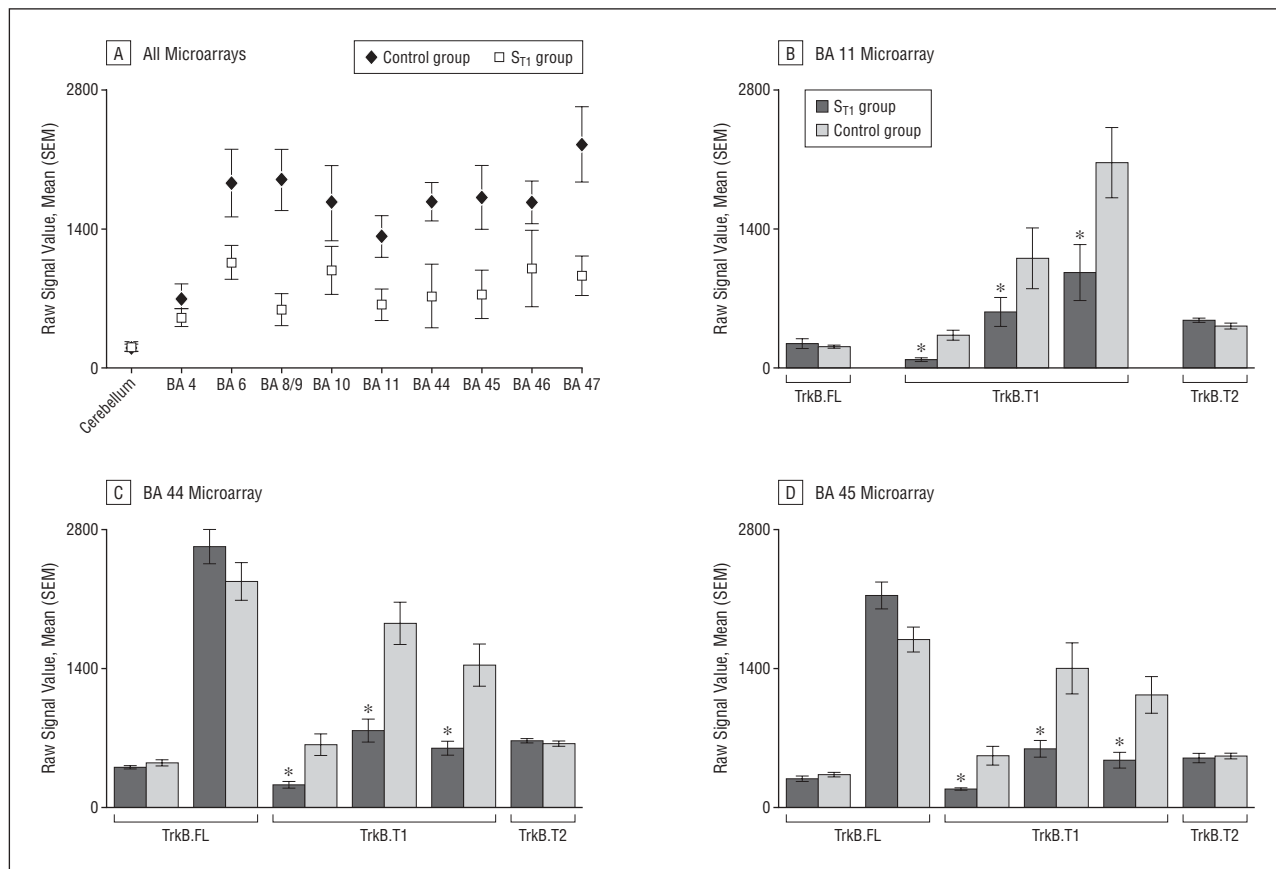 A All Microarrays
Control group
S_T1 group
Raw Signal Value, Mean (SEM)
2800
1400
0
Cerebellum
BA 4
BA 6
BA 8/9
BA 10
BA 11
BA 44
BA 45
BA 46
BA 47
B BA 11 Microarray
S_T1 group
Control group
Raw Signal Value, Mean (SEM)
2800
1400
0
*
*
*
TrkB.FL
TrkB.T1
TrkB.T2
C BA 44 Microarray
Raw Signal Value, Mean (SEM)
2800
1400
0
*
*
*
TrkB.FL
TrkB.T1
TrkB.T2
D BA 45 Microarray
Raw Signal Value, Mean (SEM)
2800
1400
0
*
*
*
TrkB.FL
TrkB.T1
TrkB.T2